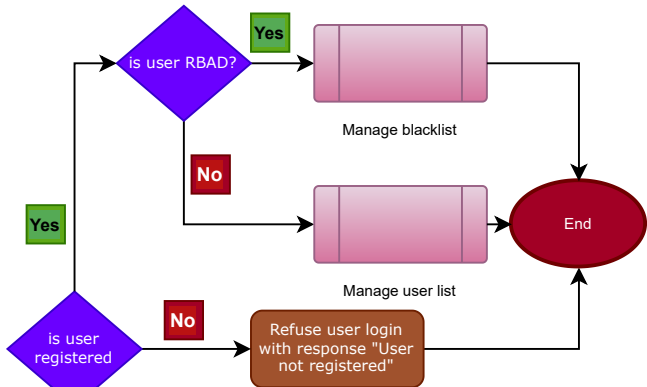 Yes
is user RBAD?
Manage blacklist
No
Yes
End
Manage user list
No
is user
registered
Refuse user login
with response "User
not registered"